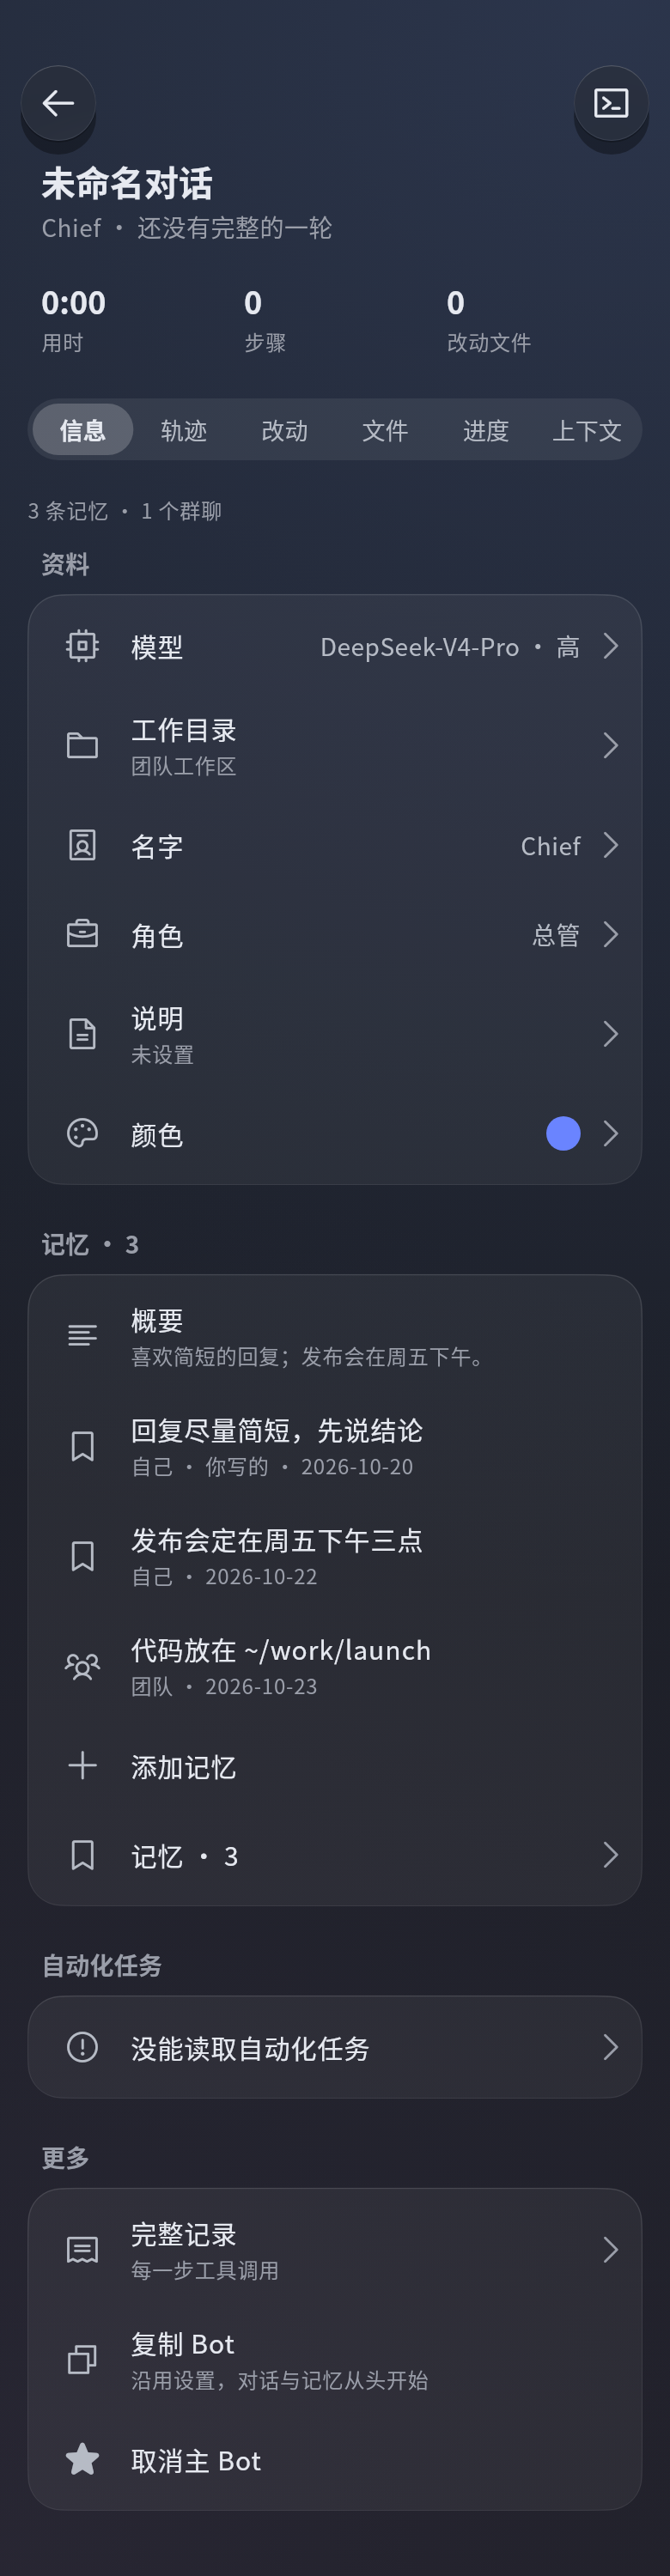 未命名对话
Chief · 还没有完整的一轮
0:00 0 0
用时 步骤 改动文件
信息 轨迹 改动 文件 进度 上下文
3 条记忆 · 1 个群聊
资料
模型 DeepSeek-V4-Pro · 高
工作目录
团队工作区
名字 Chief
角色 总管
说明
未设置
颜色
记忆 · 3
概要
喜欢简短的回复；发布会在周五下午。
回复尽量简短，先说结论
自己 · 你写的 · 2026-10-20
发布会定在周五下午三点
自己 · 2026-10-22
代码放在 ~/work/launch
团队 · 2026-10-23
添加记忆
记忆 · 3
自动化任务
没能读取自动化任务
更多
完整记录
每一步工具调用
复制 Bot
沿用设置，对话与记忆从头开始
取消主 Bot